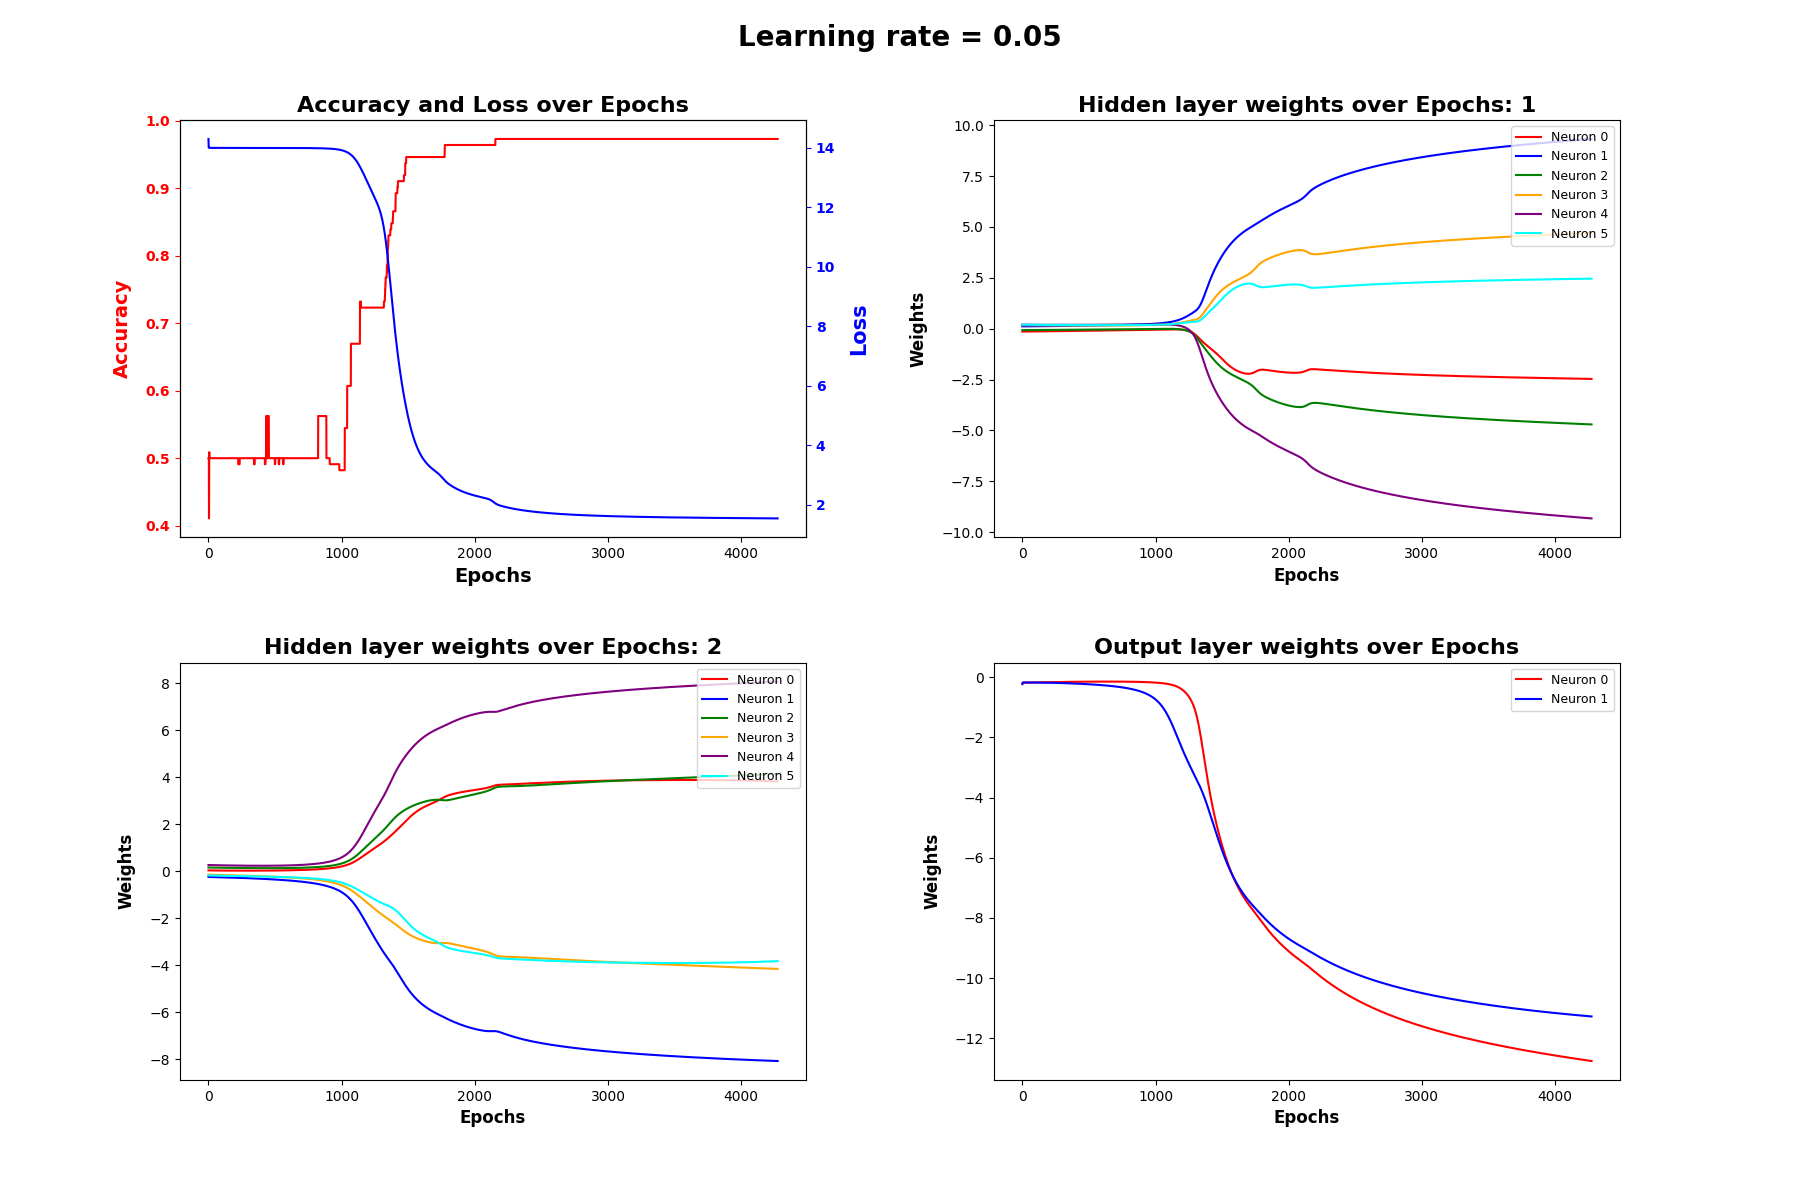 Learning rate = 0.05
Accuracy and Loss over Epochs
1.0
0.9
0.8
0.7
0.6
0.5
0.4
Accuracy
14
12
10
8
6
4
2
Loss
0 1000 2000 3000 4000
Epochs
Hidden layer weights over Epochs: 1
10.0
7.5
5.0
2.5
0.0
−2.5
−5.0
−7.5
−10.0
Weights
Neuron 0
Neuron 1
Neuron 2
Neuron 3
Neuron 4
Neuron 5
0 1000 2000 3000 4000
Epochs
Hidden layer weights over Epochs: 2
8
6
4
2
0
−2
−4
−6
−8
Weights
Neuron 0
Neuron 1
Neuron 2
Neuron 3
Neuron 4
Neuron 5
0 1000 2000 3000 4000
Epochs
Output layer weights over Epochs
0
−2
−4
−6
−8
−10
−12
Weights
Neuron 0
Neuron 1
0 1000 2000 3000 4000
Epochs